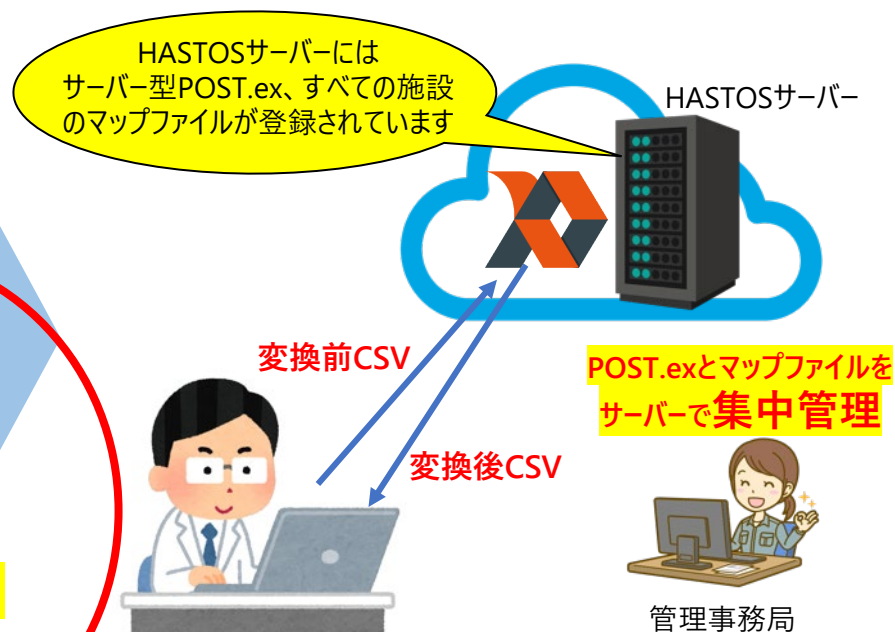 HASTOSサーバーには
サーバー型POST.ex、すべての施設
のマップファイルが登録されています
HASTOSサーバー
変換前CSV
変換後CSV
POST.exとマップファイルを
サーバーで集中管理
管理事務局